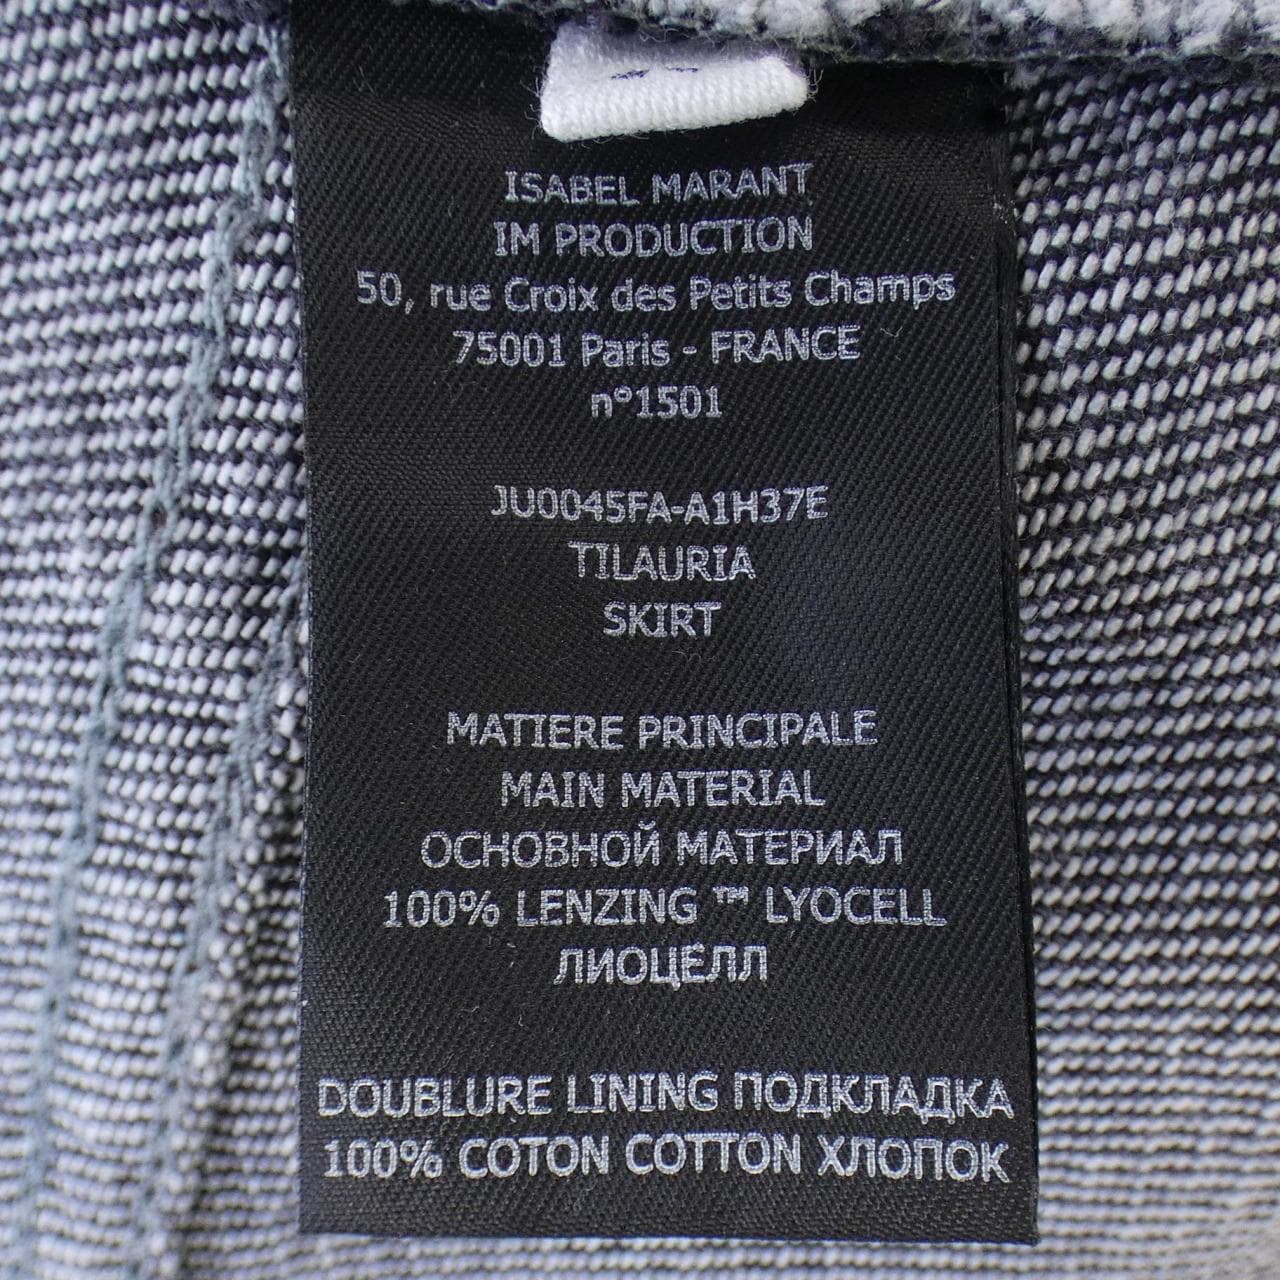 ISABEL MARANT
IM PRODUCTION
50, rue Croix des Petits Champs
75001 Paris - FRANCE
n°1501
JU0045FA-A1H37E
TILAURIA
SKIRT
MATIERE PRINCIPALE
MAIN MATERIAL
ОСНОВНОЙ МАТЕРИАЛ
100% LENZING ™ LYOCELL
ЛИОЦЕЛЛ
DOUBLURE LINING ПОДКЛАДКА
100% COTON COTTON ХЛОПОК